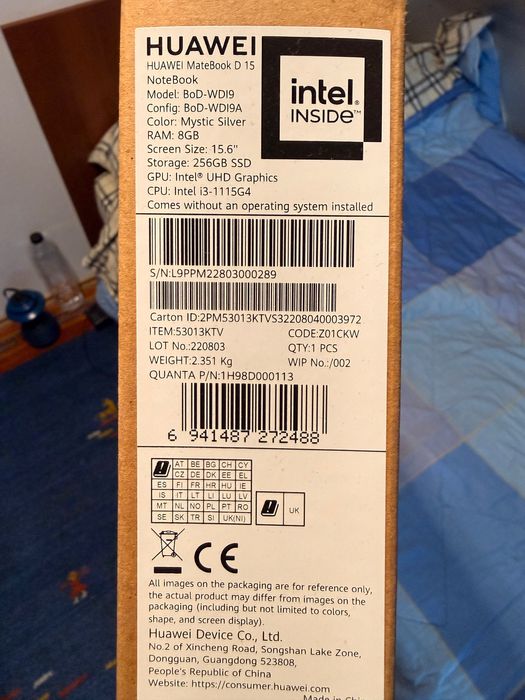 HUAWEI
HUAWEI MateBook D 15
NoteBook
Model: BoD-WDI9
Config: BoD-WDI9A
Color: Mystic Silver
RAM: 8GB
Screen Size: 15.6"
Storage: 256GB SSD
GPU: Intel® UHD Graphics
CPU: Intel i3-1115G4
Comes without an operating system installed
intel®
INSIDE™
S/N:L9PPM22803000289
Carton ID:2PM53013KTVS32208040003972
ITEM:53013KTV CODE:Z01CKW
LOT No.:220803 QTY:1 PCS
WEIGHT:2.351 Kg WIP No.:/002
QUANTA P/N:1H98D000113
6 941487 272488
AT BE BG CH CY
CZ DE DK EE EL
ES FI FR HR HU IE
IS IT LT LI LU LV
MT NL NO PL PT RO
SE SK TR SI UK(NI)
UK
CE
All images on the packaging are for reference only,
the actual product may differ from images on the
packaging (including but not limited to colors,
shape, and screen display).
Huawei Device Co., Ltd.
No.2 of Xincheng Road, Songshan Lake Zone,
Dongguan, Guangdong 523808,
People's Republic of China
Website: https://consumer.huawei.com
Made in Chi